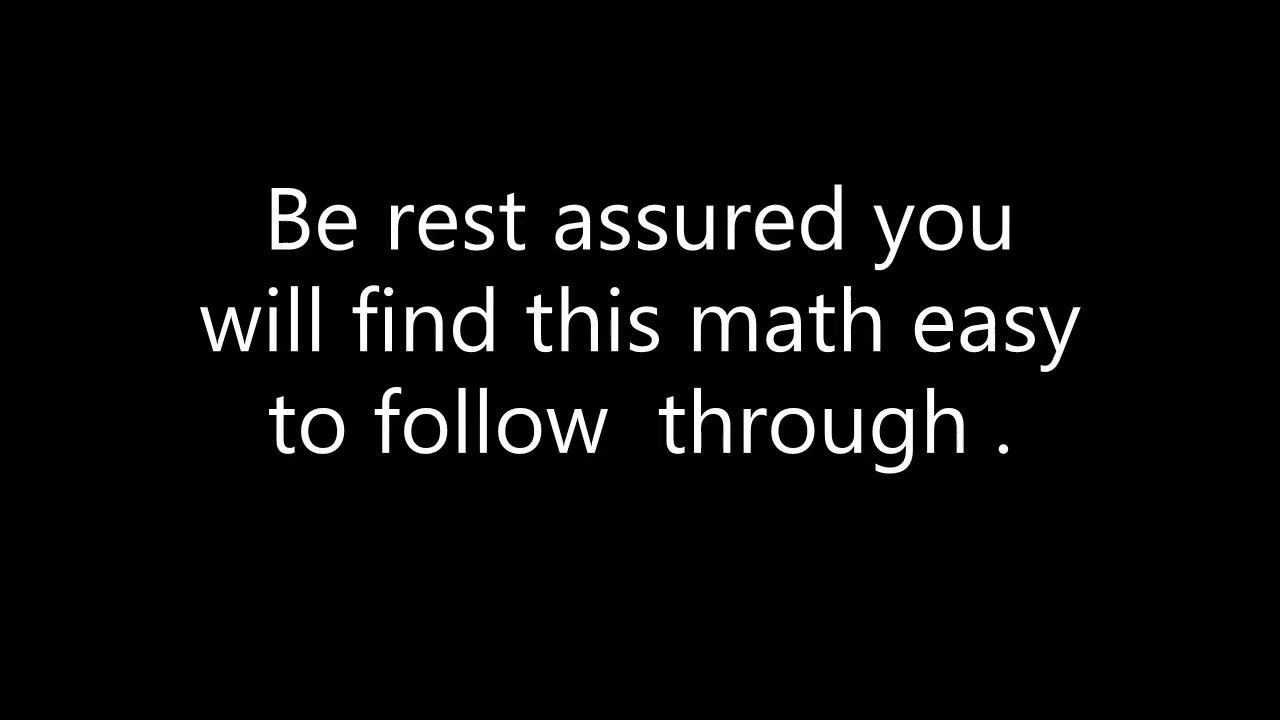 Be rest assured you
will find this math easy
to follow  through .